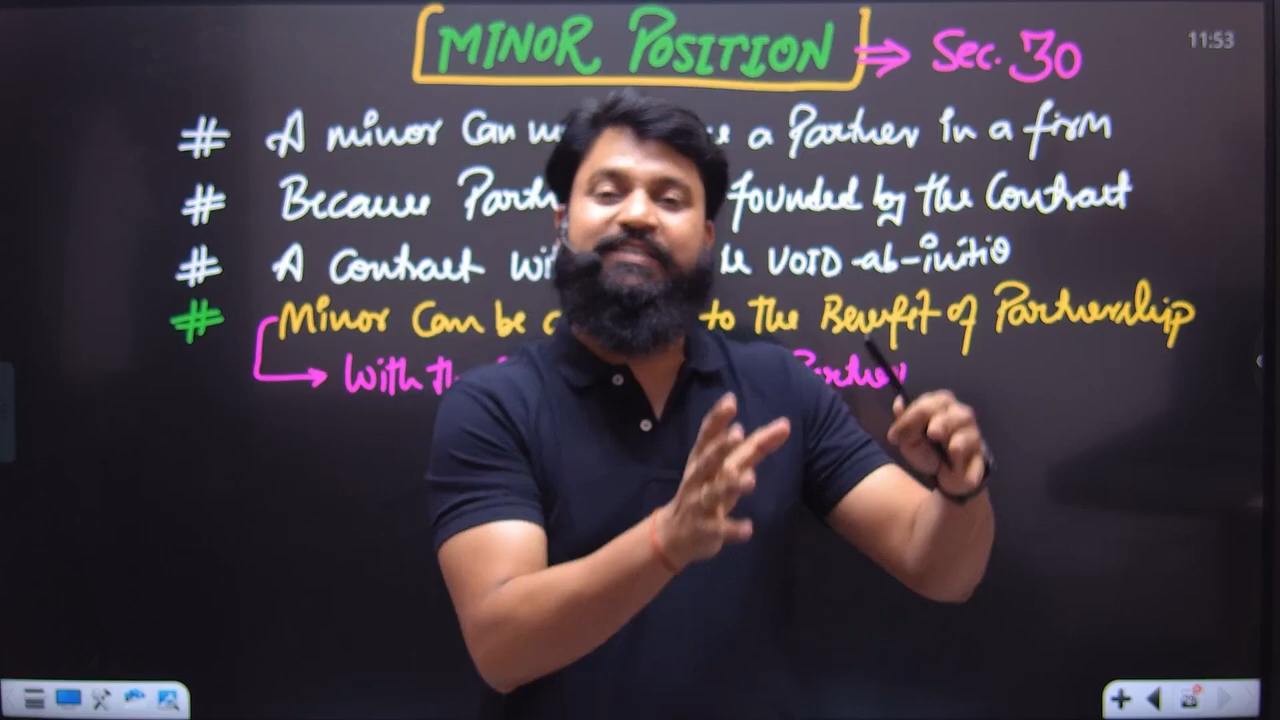 MINOR POSITION ⇒ Sec. 30
11:53
# A minor Can a Partner in a firm
# Because founded by the Contract
# A Contract VOID-ab-initio
# Minor Can be to the Benefit of Partnership
With